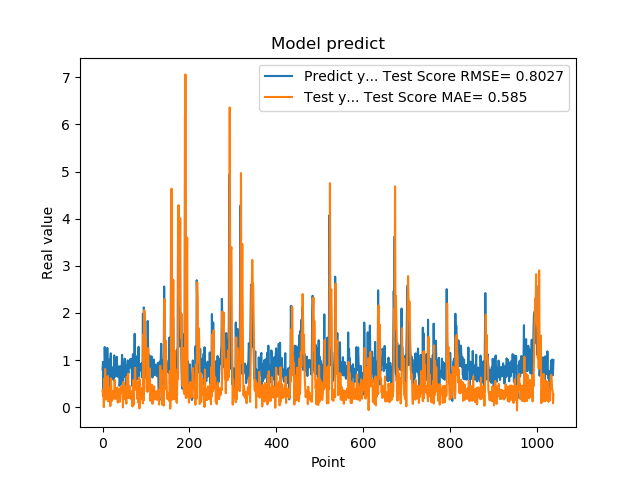 Model predict
Predict y... Test Score RMSE= 0.8027
Test y... Test Score MAE= 0.585
Real value
7
6
5
4
3
2
1
0
0 200 400 600 800 1000
Point